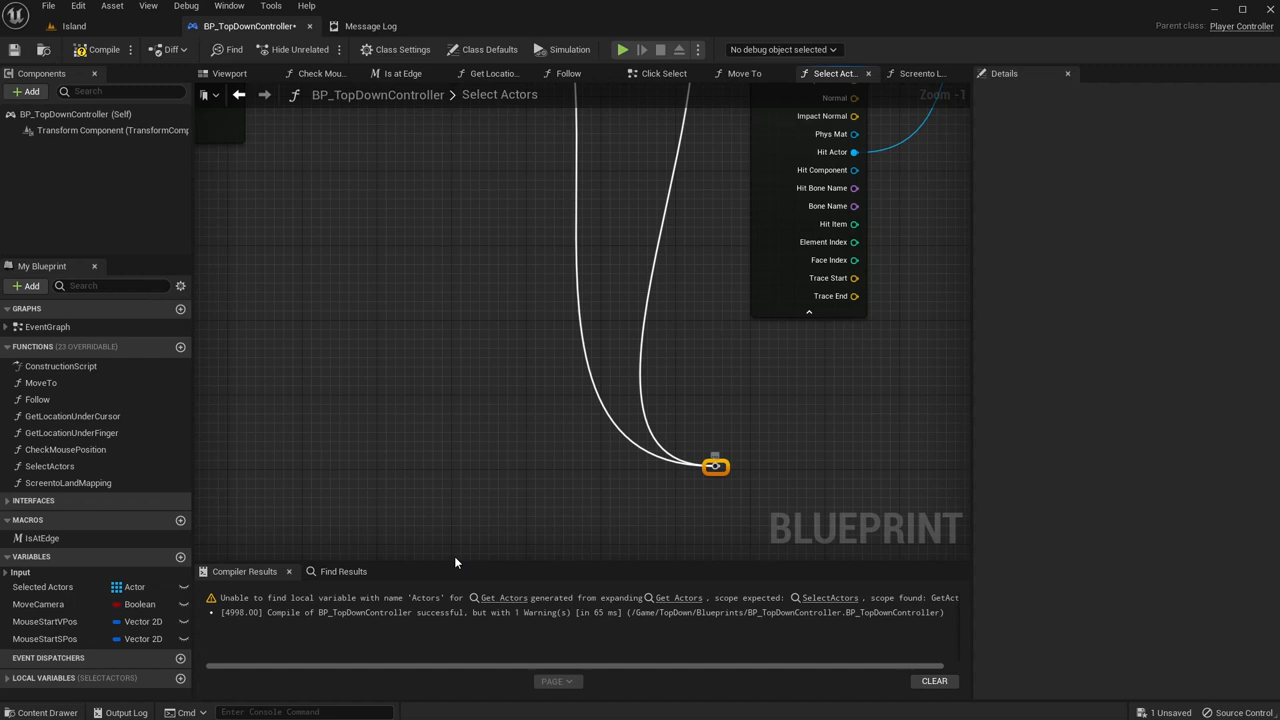 File Edit Asset View Debug Window Tools Help
Island BP_TopDownController* Message Log Parent class: Player Controller
Compile Diff Find Hide Unrelated Class Settings Class Defaults Simulation No debug object selected
Components Viewport Check Mou... Is at Edge Get Locatio... Follow Click Select Move To Select Act... Screento L... Details
Add Search BP_TopDownController > Select Actors Zoom -1
BP_TopDownController (Self)
Transform Component (TransformComp
Normal
Impact Normal
Phys Mat
Hit Actor
Hit Component
Hit Bone Name
Bone Name
Hit Item
Element Index
Face Index
Trace Start
Trace End
My Blueprint
Add Search
GRAPHS
EventGraph
FUNCTIONS (23 OVERRIDABLE)
ConstructionScript
MoveTo
Follow
GetLocationUnderCursor
GetLocationUnderFinger
CheckMousePosition
SelectActors
ScreentoLandMapping
INTERFACES
MACROS
IsAtEdge
VARIABLES
Input
Selected Actors Actor
MoveCamera Boolean
MouseStartVPos Vector 2D
MouseStartSPos Vector 2D
EVENT DISPATCHERS
LOCAL VARIABLES (SELECTACTORS)
BLUEPRINT
Compiler Results Find Results
Unable to find local variable with name 'Actors' for Get Actors generated from expanding Get Actors , scope expected: SelectActors , scope found: GetAct
[4998.00] Compile of BP_TopDownController successful, but with 1 Warning(s) [in 65 ms] (/Game/TopDown/Blueprints/BP_TopDownController.BP_TopDownController)
PAGE CLEAR
Content Drawer Output Log Cmd Enter Console Command 1 Unsaved Source Control